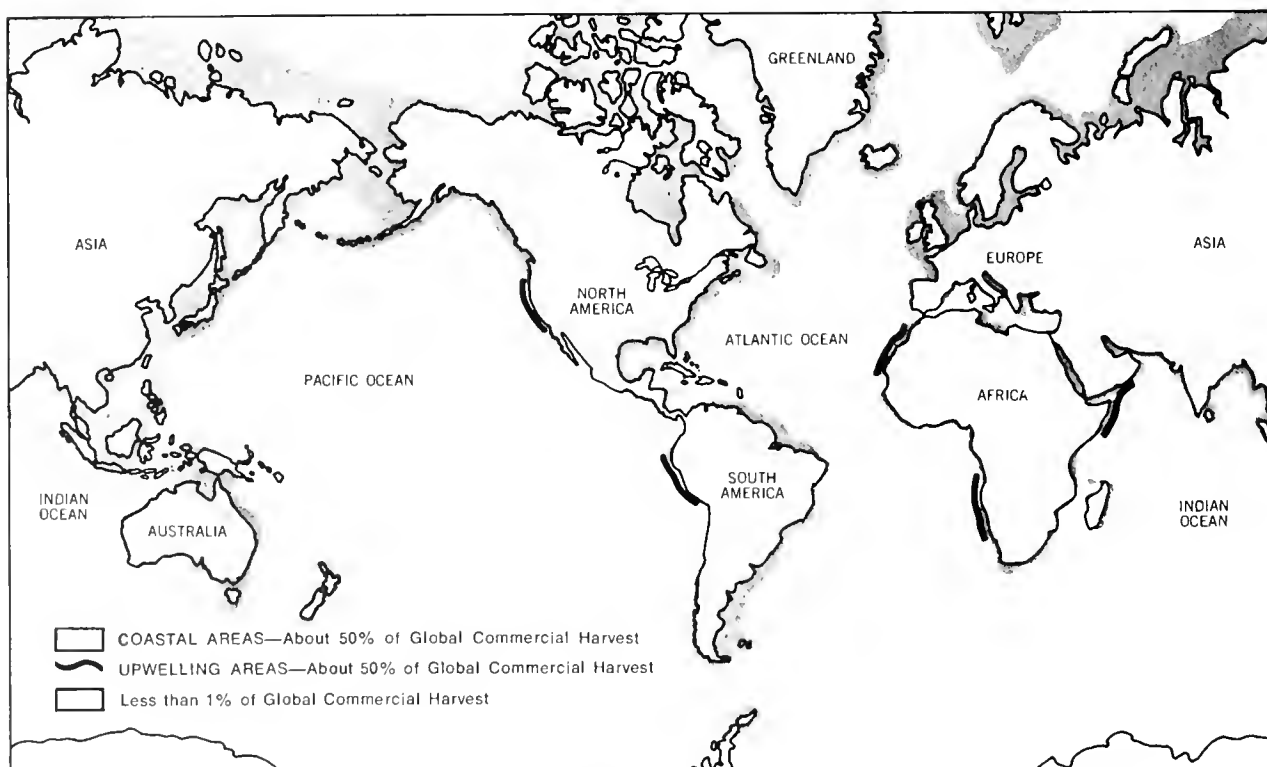 GREENLAND
ASIA
EUROPE
ASIA
NORTH
AMERICA
ATLANTIC OCEAN
PACIFIC OCEAN
AFRICA
SOUTH
AMERICA
INDIAN
OCEAN
AUSTRALIA
INDIAN
OCEAN
COASTAL AREAS—About 50% of Global Commercial Harvest
UPWELLING AREAS—About 50% of Global Commercial Harvest
Less than 1% of Global Commercial Harvest